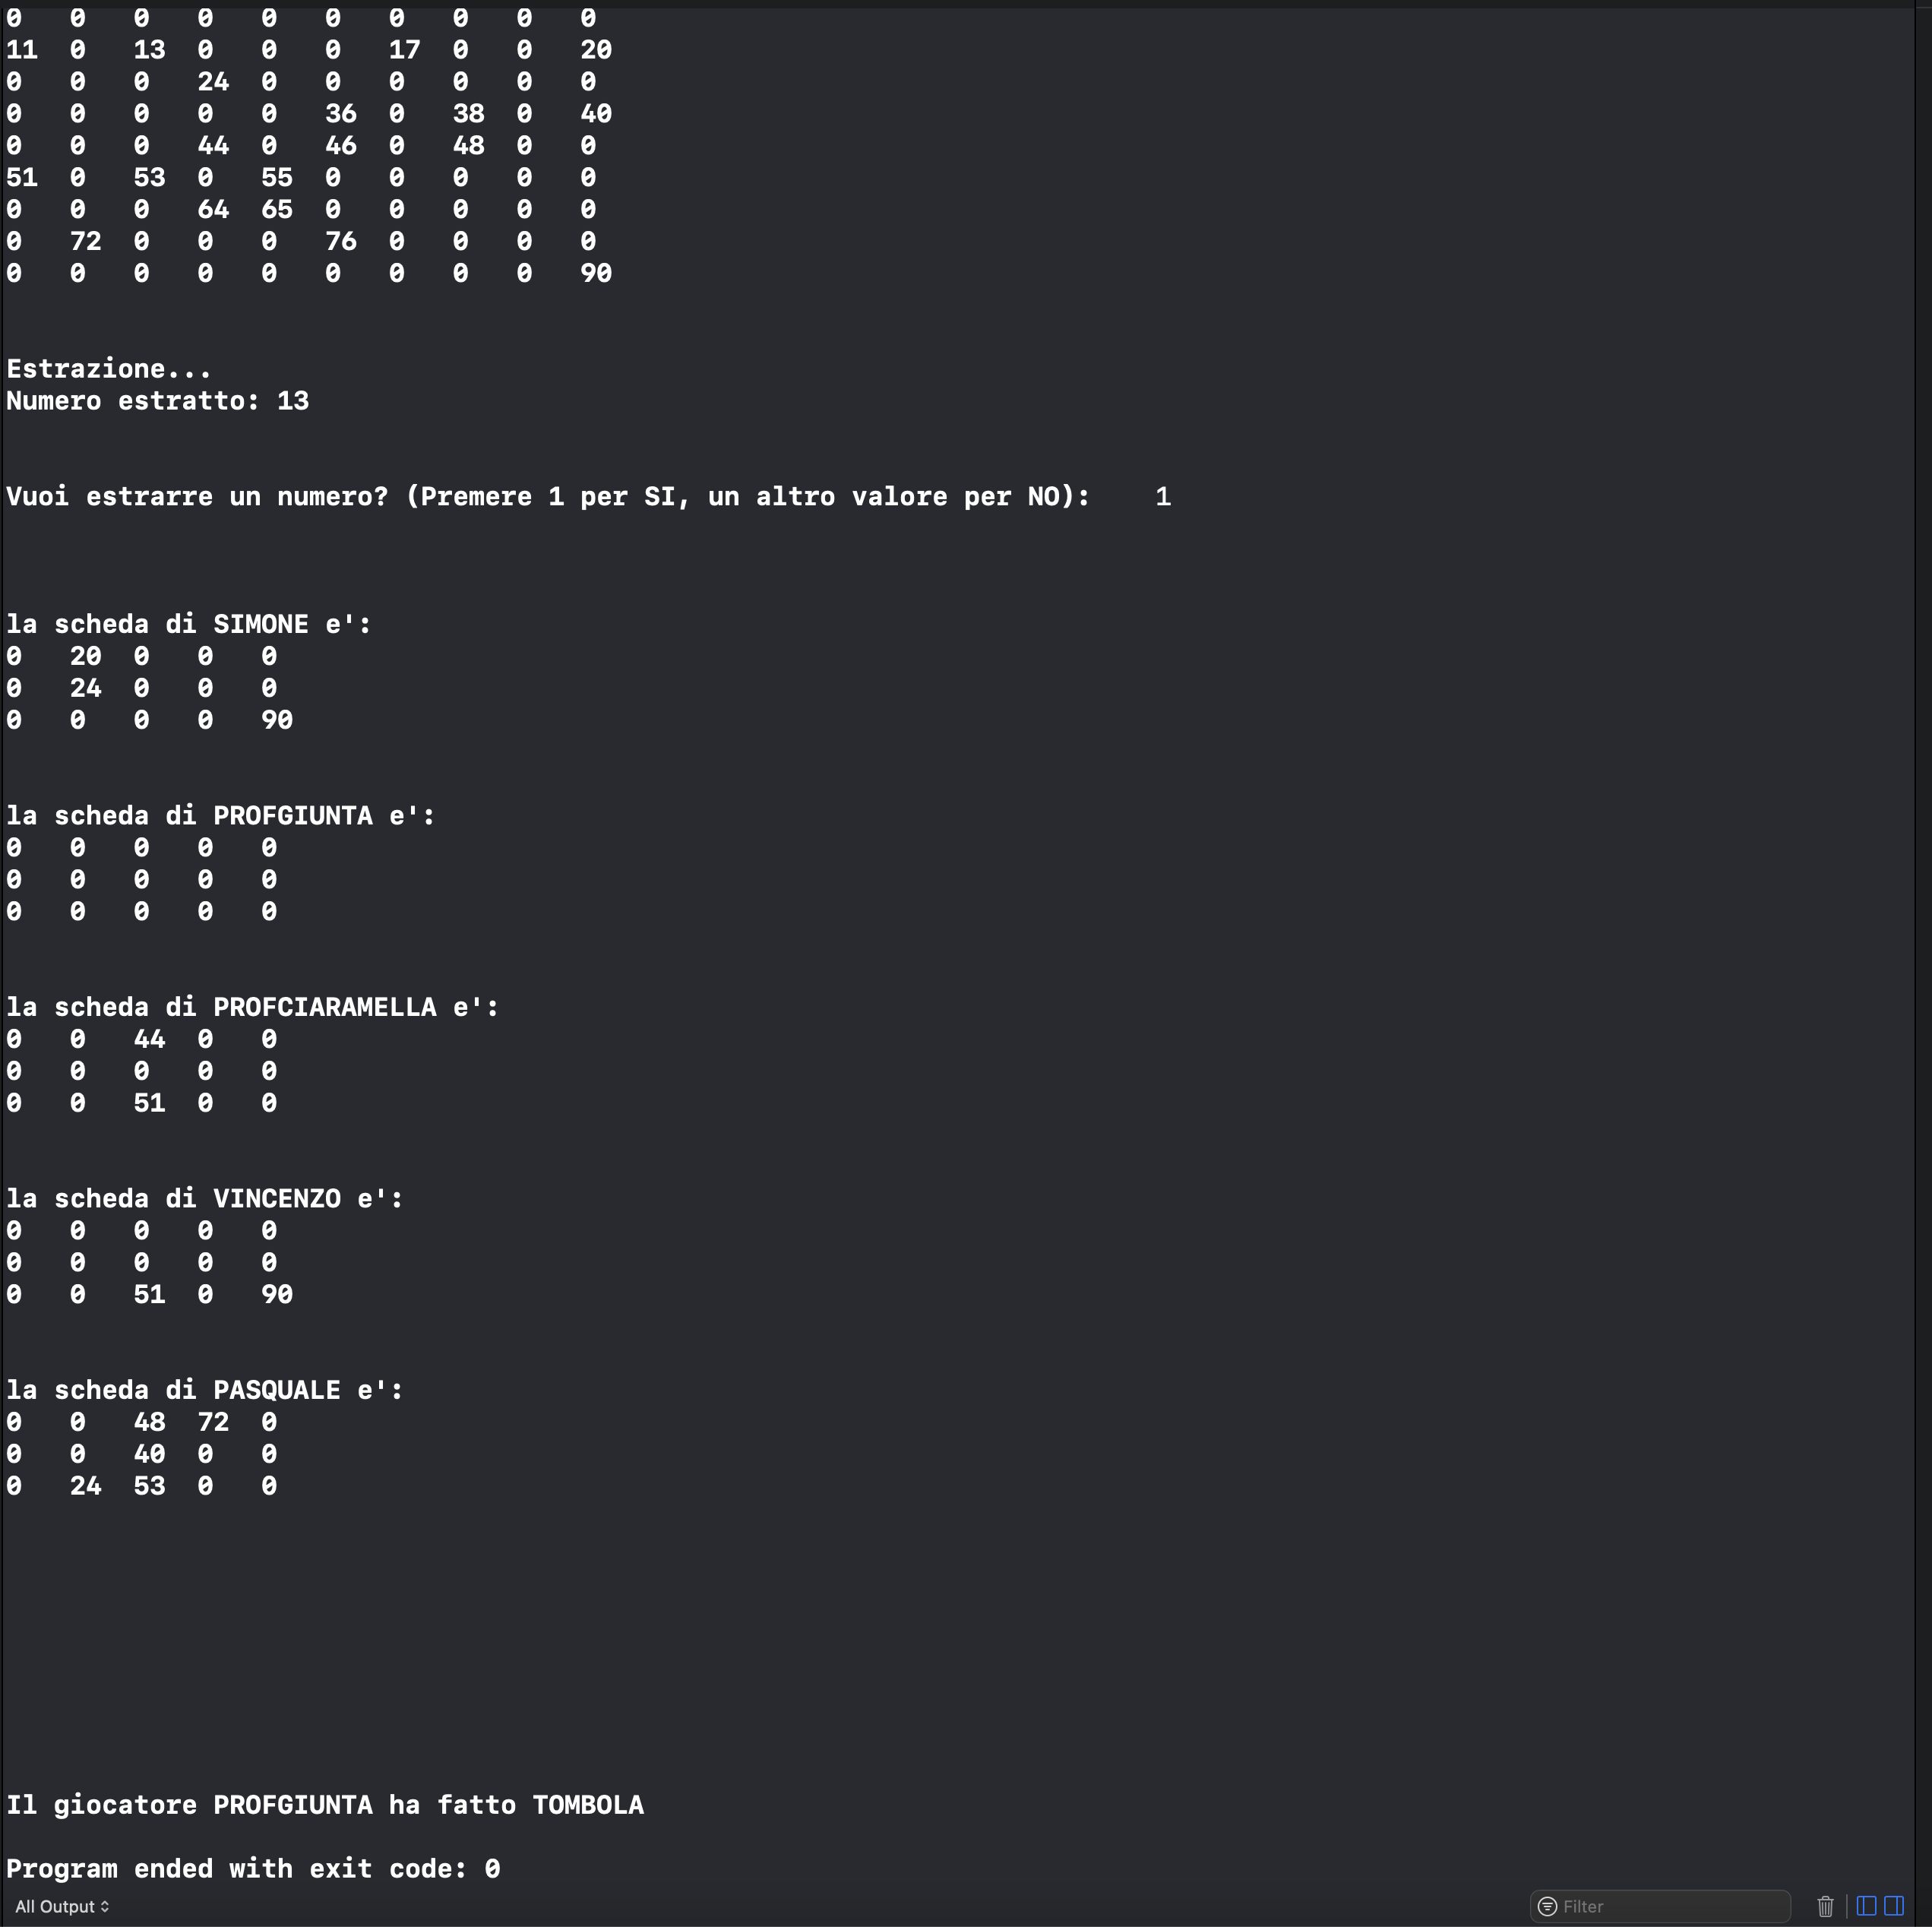 0 0 0 0 0 0 0 0 0 0
11 0 13 0 0 0 17 0 0 20
0 0 0 24 0 0 0 0 0 0
0 0 0 0 0 36 0 38 0 40
0 0 0 44 0 46 0 48 0 0
51 0 53 0 55 0 0 0 0 0
0 0 0 64 65 0 0 0 0 0
0 72 0 0 0 76 0 0 0 0
0 0 0 0 0 0 0 0 0 90
Estrazione...
Numero estratto: 13
Vuoi estrarre un numero? (Premere 1 per SI, un altro valore per NO): 1
la scheda di SIMONE e':
0 20 0 0 0
0 24 0 0 0
0 0 0 0 90
la scheda di PROFGIUNTA e':
0 0 0 0 0
0 0 0 0 0
0 0 0 0 0
la scheda di PROFCIARAMELLA e':
0 0 44 0 0
0 0 0 0 0
0 0 51 0 0
la scheda di VINCENZO e':
0 0 0 0 0
0 0 0 0 0
0 0 51 0 90
la scheda di PASQUALE e':
0 0 48 72 0
0 0 40 0 0
0 24 53 0 0
Il giocatore PROFGIUNTA ha fatto TOMBOLA
Program ended with exit code: 0
All Output Filter